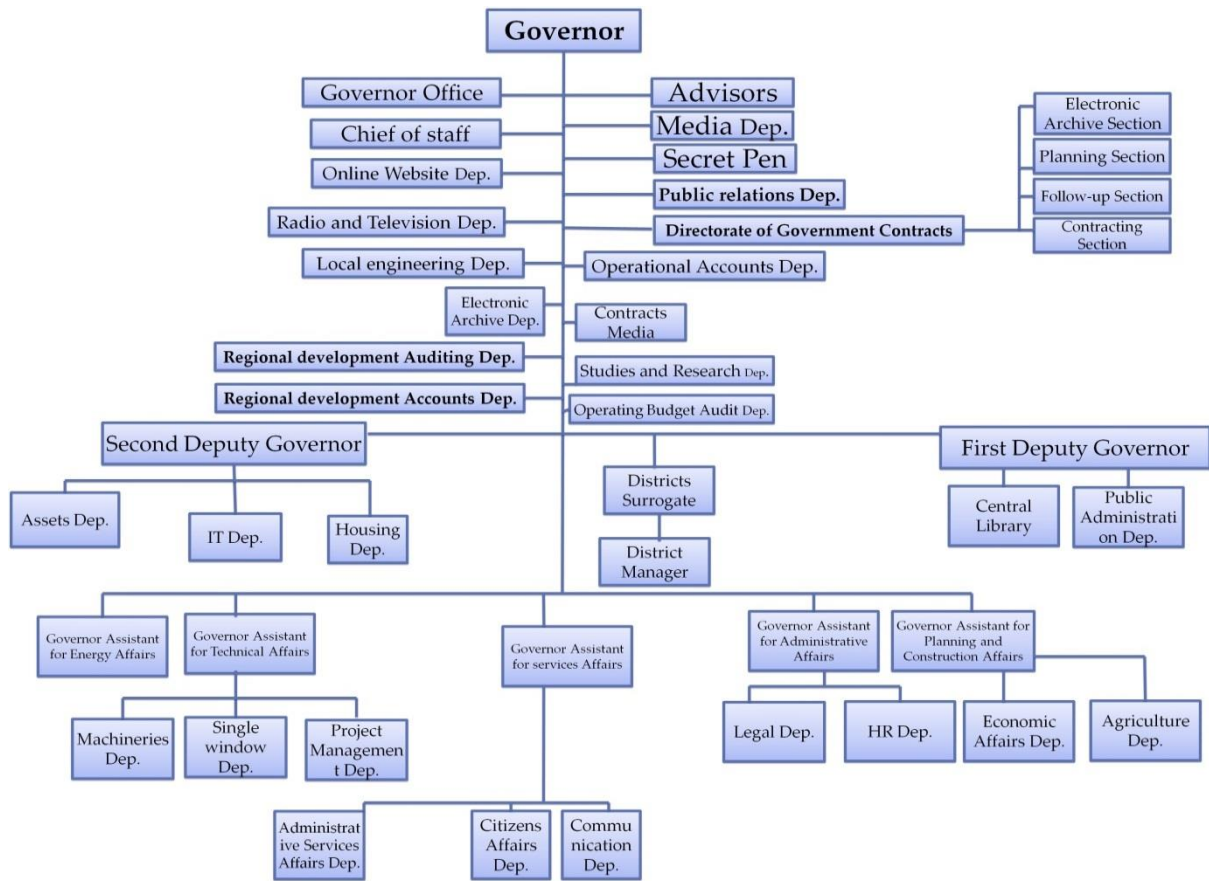 Governor
Governor Office
Advisors
Chief of staff
Media Dep.
Secret Pen
Online Website Dep.
Public relations Dep.
Radio and Television Dep.
Directorate of Government Contracts
Electronic
Archive Section
Planning Section
Follow-up Section
Contracting
Section
Local engineering Dep.
Operational Accounts Dep.
Electronic
Archive Dep.
Contracts
Media
Regional development Auditing Dep.
Studies and Research Dep.
Regional development Accounts Dep.
Operating Budget Audit Dep.
Second Deputy Governor
First Deputy Governor
Assets Dep.
IT Dep.
Housing
Dep.
Districts
Surrogate
District
Manager
Central
Library
Public
Administrati
on Dep.
Governor Assistant
for Energy Affairs
Governor Assistant
for Technical Affairs
Governor Assistant
for services Affairs
Governor Assistant
for Administrative
Affairs
Governor Assistant for
Planning and
Construction Affairs
Machineries
Dep.
Single
window
Dep.
Project
Managemen
t Dep.
Legal Dep.
HR Dep.
Economic
Affairs Dep.
Agriculture
Dep.
Administrat
ive Services
Affairs Dep.
Citizens
Affairs
Dep.
Commu
nication
Dep.